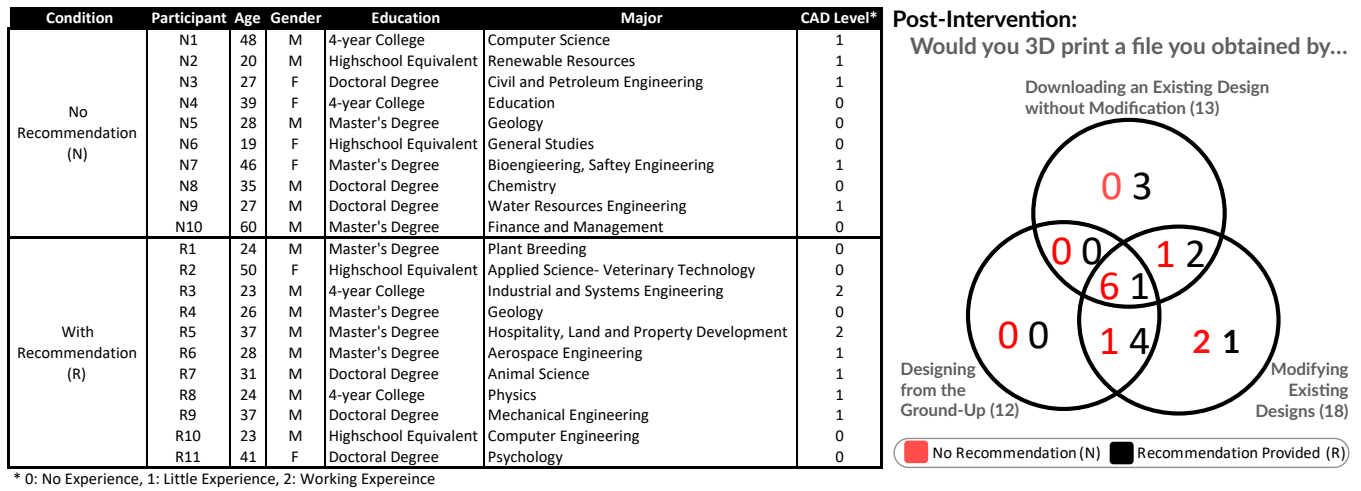 Condition Participant Age Gender Education Major CAD Level*
No Recommendation (N)
N1 48 M 4-year College Computer Science 1
N2 20 M Highschool Equivalent Renewable Resources 1
N3 27 F Doctoral Degree Civil and Petroleum Engineering 1
N4 39 F 4-year College Education 0
N5 28 M Master's Degree Geology 0
N6 19 F Highschool Equivalent General Studies 0
N7 46 F Master's Degree Bioengieering, Saftey Engineering 1
N8 35 M Doctoral Degree Chemistry 0
N9 27 M Doctoral Degree Water Resources Engineering 1
N10 60 M Master's Degree Finance and Management 0
With Recommendation (R)
R1 24 M Master's Degree Plant Breeding 0
R2 50 F Highschool Equivalent Applied Science- Veterinary Technology 0
R3 23 M 4-year College Industrial and Systems Engineering 2
R4 26 M Master's Degree Geology 0
R5 37 M Master's Degree Hospitality, Land and Property Development 2
R6 28 M Master's Degree Aerospace Engineering 1
R7 31 M Doctoral Degree Animal Science 1
R8 24 M 4-year College Physics 1
R9 37 M Doctoral Degree Mechanical Engineering 1
R10 23 M Highschool Equivalent Computer Engineering 0
R11 41 F Doctoral Degree Psychology 0
* 0: No Experience, 1: Little Experience, 2: Working Expereince
Post-Intervention:
Would you 3D print a file you obtained by...
Downloading an Existing Design
without Modification (13)
0 3
0 0 1 2
6 1
0 0 1 4 2 1
Designing
from the
Ground-Up (12)
Modifying
Existing
Designs (18)
No Recommendation (N) Recommendation Provided (R)